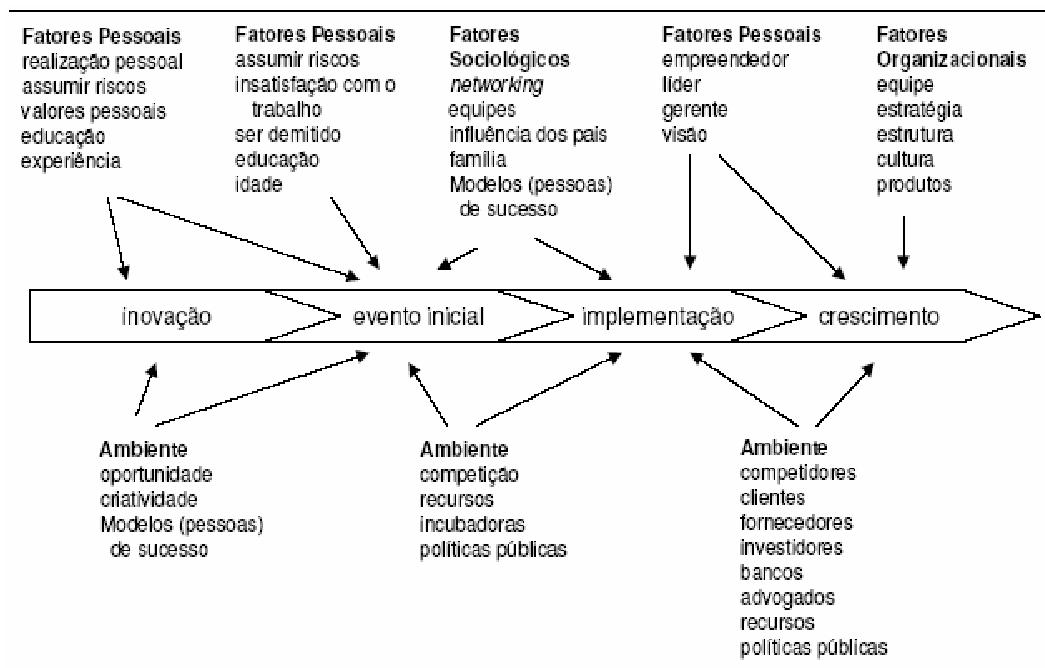 Fatores Pessoais
realização pessoal
assumir riscos
valores pessoais
educação
experiência
Fatores Pessoais
assumir riscos
insatisfação com o
trabalho
ser demitido
educação
idade
Fatores
Sociológicos
networking
equipes
influência dos pais
família
Modelos (pessoas)
de sucesso
Fatores Pessoais
empreendedor
líder
gerente
visão
Fatores
Organizacionais
equipe
estratégia
estrutura
cultura
produtos
inovação
evento inicial
implementação
crescimento
Ambiente
oportunidade
criatividade
Modelos (pessoas)
de sucesso
Ambiente
competição
recursos
incubadoras
políticas públicas
Ambiente
competidores
clientes
fornecedores
investidores
bancos
advogados
recursos
políticas públicas